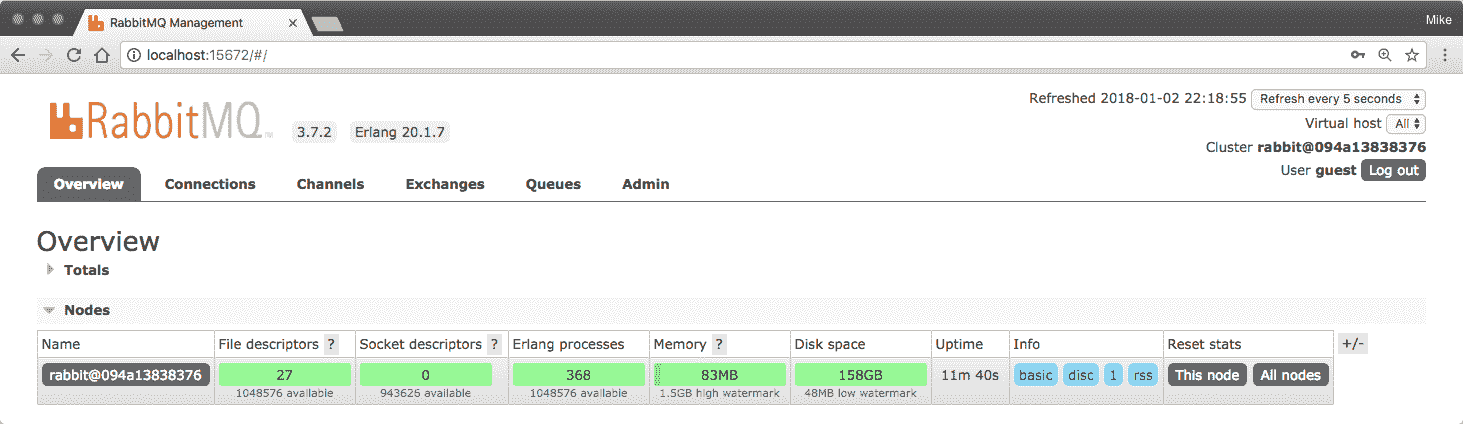 RabbitMQ Management
Mike
localhost:15672/#/
RabbitMQ TM 3.7.2 Erlang 20.1.7
Refreshed 2018-01-02 22:18:55 Refresh every 5 seconds
Virtual host All
Cluster rabbit@094a13838376
User guest Log out
Overview Connections Channels Exchanges Queues Admin
Overview
Totals
Nodes
Name File descriptors ? Socket descriptors ? Erlang processes Memory ? Disk space Uptime Info Reset stats +/-
rabbit@094a13838376 27 0 368 83MB 158GB 11m 40s basic disc 1 rss This node All nodes
1048576 available 943626 available 1048576 available 1.5GB high watermark 48MB low watermark